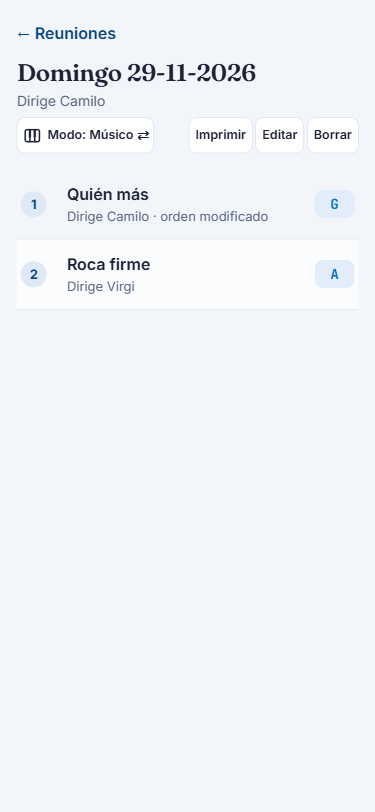 ← Reuniones
Domingo 29-11-2026
Dirige Camilo
Modo: Músico ⇄ Imprimir Editar Borrar
1 Quién más G
Dirige Camilo · orden modificado
2 Roca firme A
Dirige Virgi